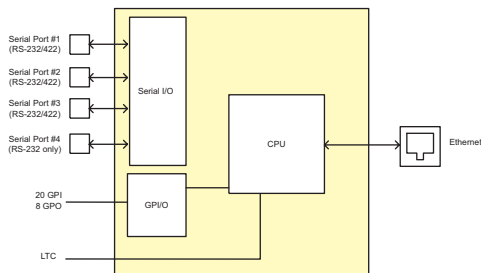 Serial Port #1
(RS-232/422)
Serial Port #2
(RS-232/422)
Serial Port #3
(RS-232/422)
Serial Port #4
(RS-232 only)
Serial I/O
CPU
Ethernet
20 GPI
8 GPO
GPI/O
LTC